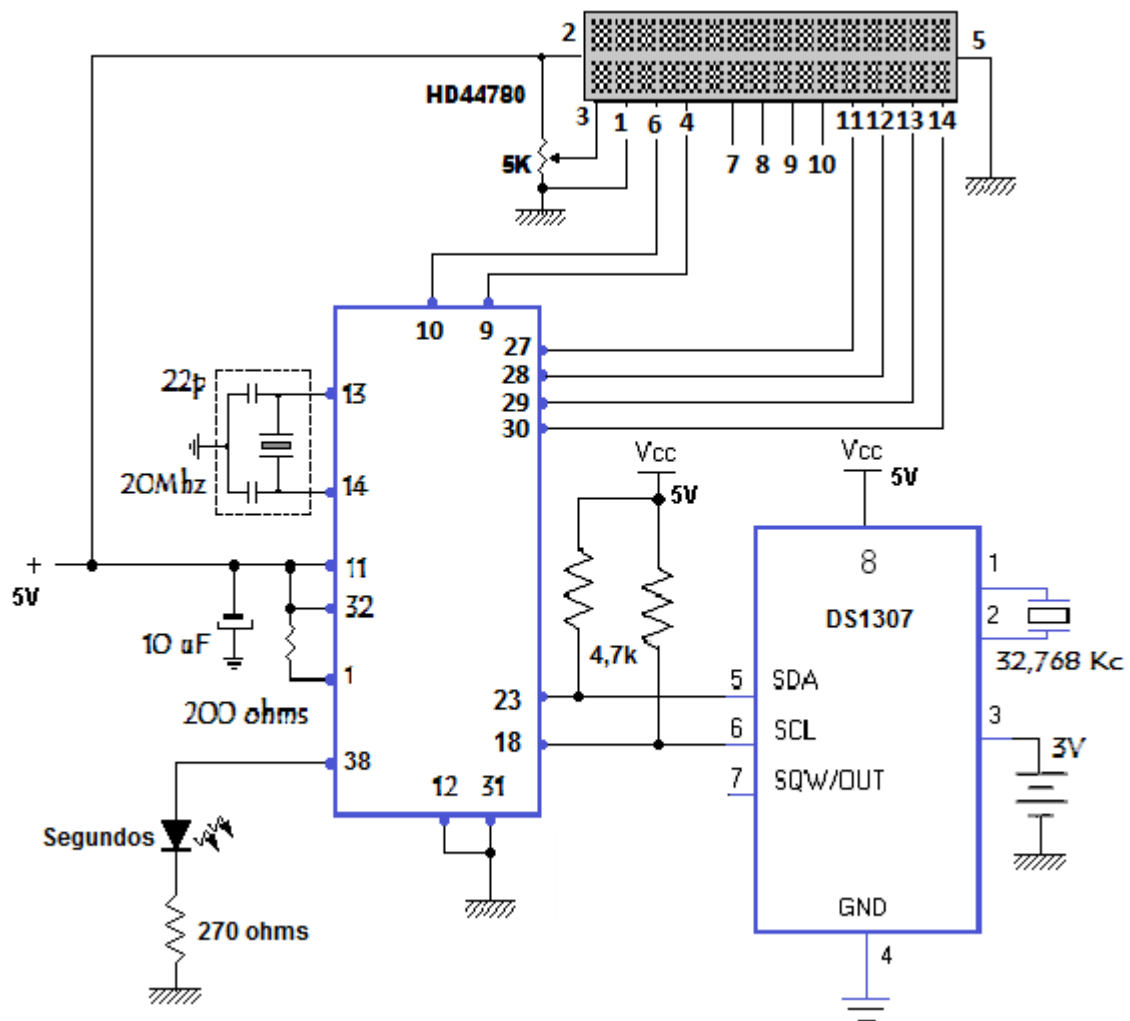 2
5
HD44780
3
1
6
4
11
12
13
14
5K
7
8
9
10
10
9
27
28
29
30
22p
13
20Mhz
14
Vcc
5V
Vcc
5V
+
5V
11
32
10 uF
1
200 ohms
4,7k
8
DS1307
1
2
32,768 Kc
23
5
SDA
18
6
SCL
3
3V
7
SQW/OUT
38
12
31
Segundos
270 ohms
GND
4